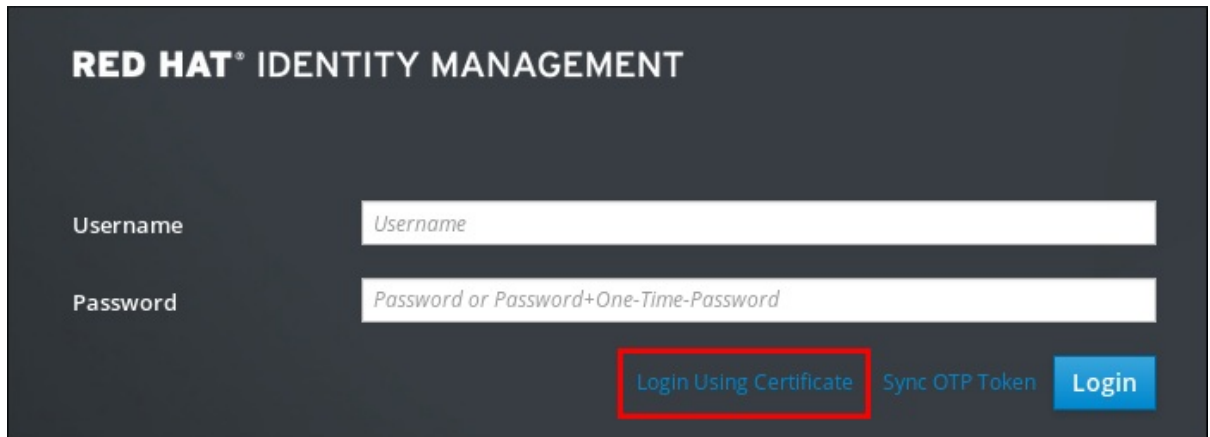 RED HAT® IDENTITY MANAGEMENT
Username Username
Password Password or Password+One-Time-Password
Login Using Certificate Sync OTP Token Login